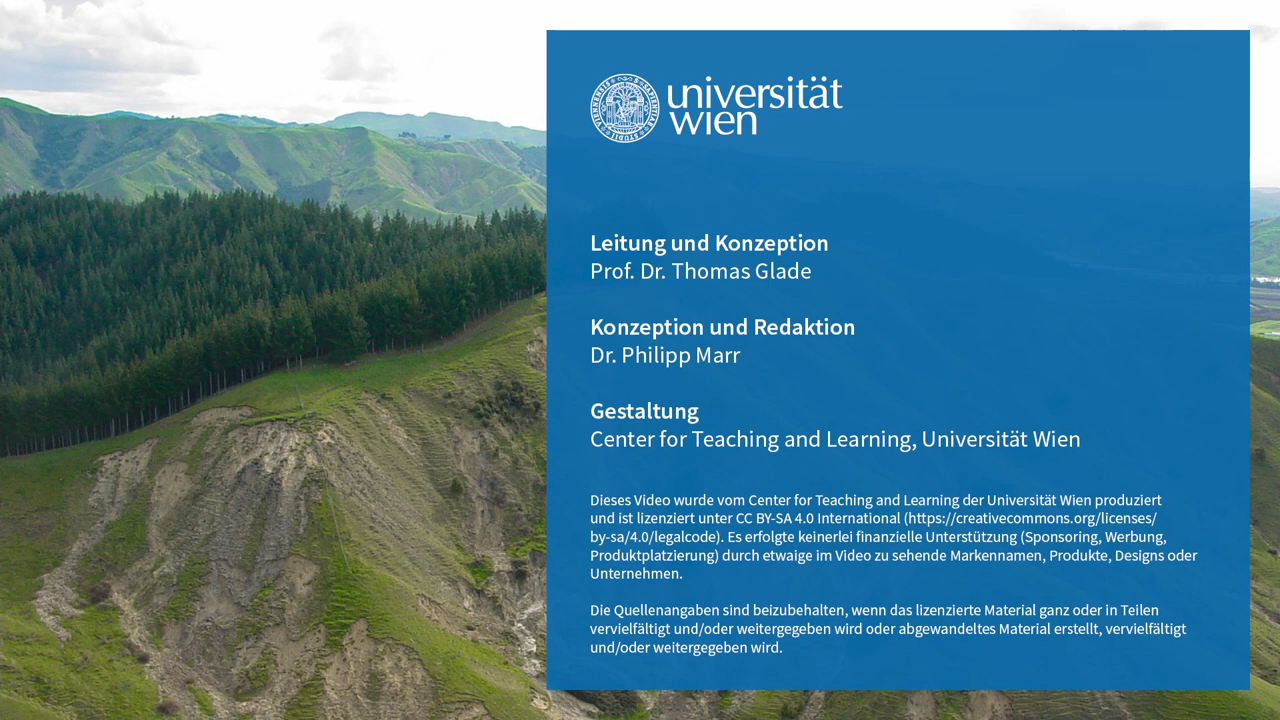 universität
wien
Leitung und Konzeption
Prof. Dr. Thomas Glade
Konzeption und Redaktion
Dr. Philipp Marr
Gestaltung
Center for Teaching and Learning, Universität Wien
Dieses Video wurde vom Center for Teaching and Learning der Universität Wien produziert
und ist lizenziert unter CC BY-SA 4.0 International (https://creativecommons.org/licenses/
by-sa/4.0/legalcode). Es erfolgte keinerlei finanzielle Unterstützung (Sponsoring, Werbung,
Produktplatzierung) durch etwaige im Video zu sehende Markennamen, Produkte, Designs oder
Unternehmen.
Die Quellenangaben sind beizubehalten, wenn das lizenzierte Material ganz oder in Teilen
vervielfältigt und/oder weitergegeben wird oder abgewandeltes Material erstellt, vervielfältigt
und/oder weitergegeben wird.